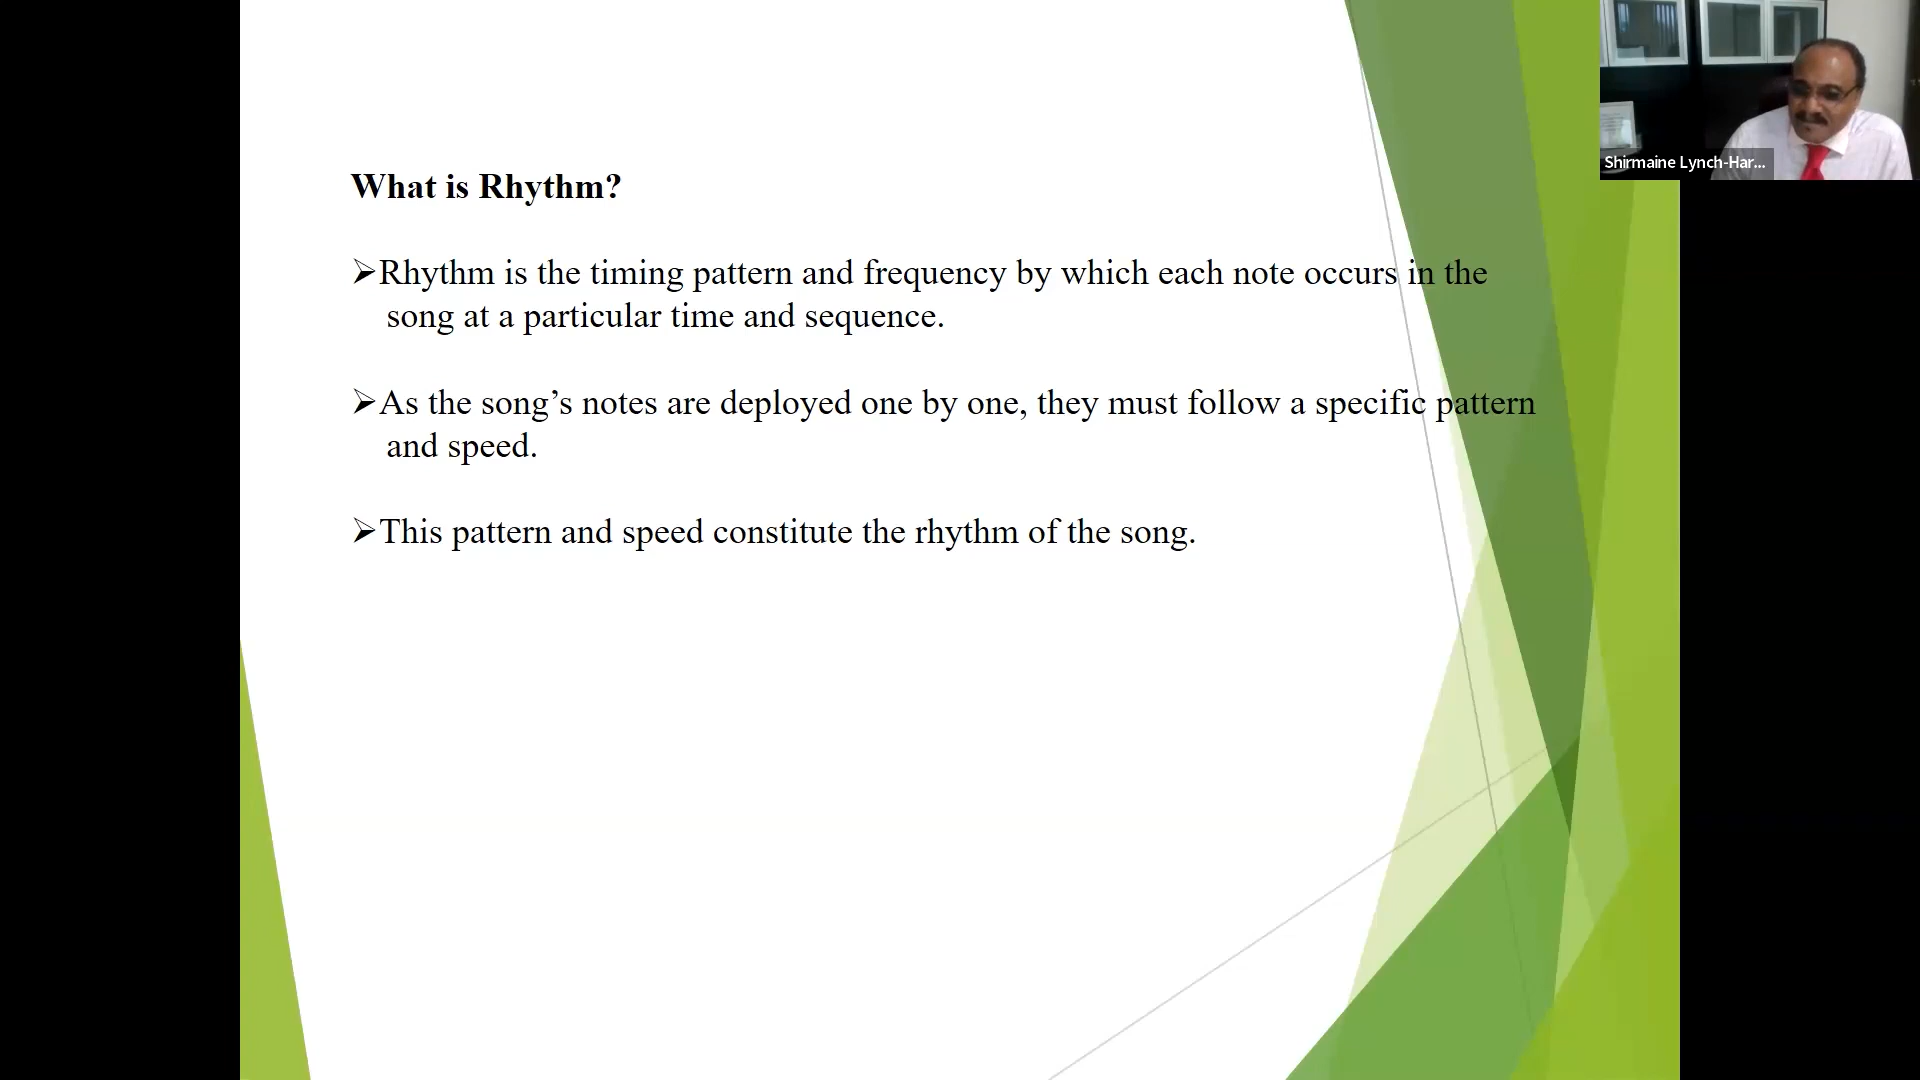 What is Rhythm?
➢Rhythm is the timing pattern and frequency by which each note occurs in the
song at a particular time and sequence.
➢As the song’s notes are deployed one by one, they must follow a specific pattern
and speed.
➢This pattern and speed constitute the rhythm of the song.
Shirmaine Lynch-Har...